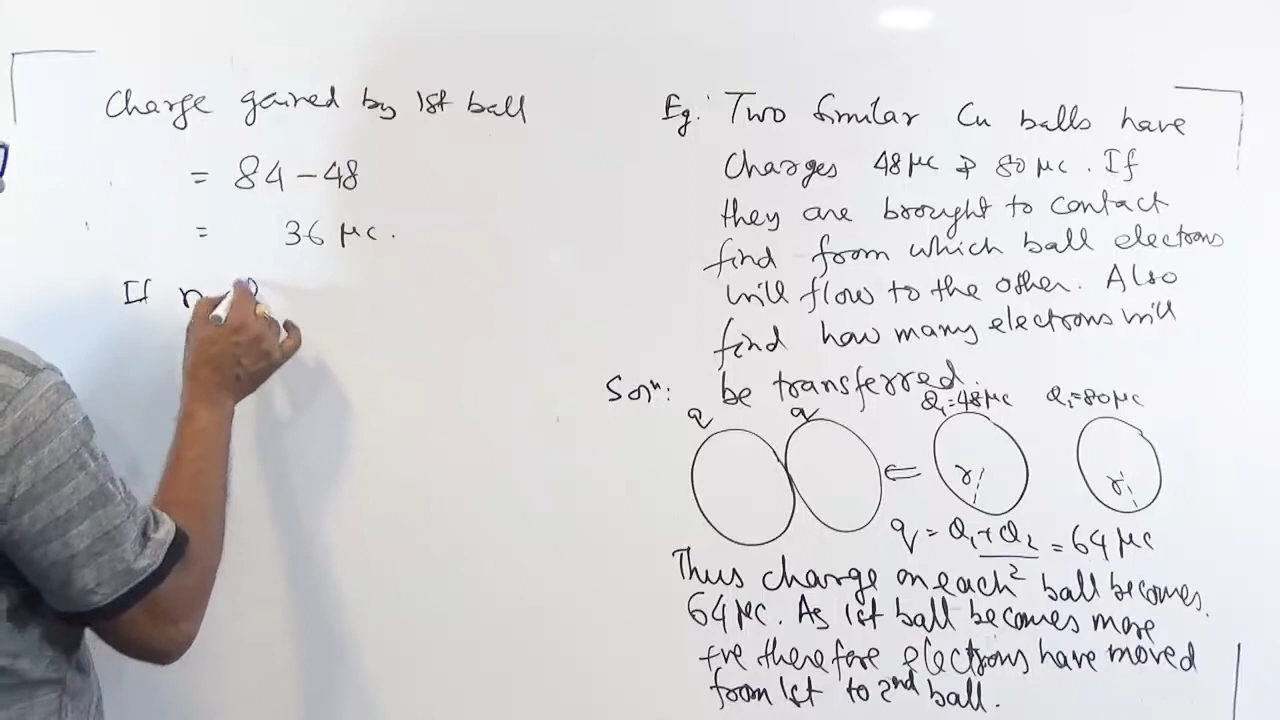 Charge gained by 1st ball
= 84 - 48
= 36 μc.
If n
Eg: Two Similar Cu balls have
Charges 48μc & 80μc. If
they are brought to contact
find from which ball electrons
will flow to the other. Also
find how many electrons will
Solⁿ: be transferred.
Q₁=48μc Q₂=80μc
q q
⇐
r r
q = Q₁+Q₂/2 = 64 μc
Thus charge on each ball becomes
64μc. As 1st ball becomes more
+ve therefore electrons have moved
from 1st to 2nd ball.